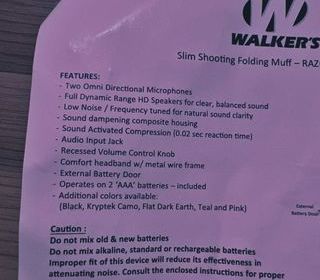 WALKER'S
Slim Shooting Folding Muff – RAZ
FEATURES:
- Two Omni Directional Microphones
- Full Dynamic Range HD Speakers for clear, balanced sound
- Low Noise / Frequency tuned for natural sound clarity
- Sound dampening composite housing
- Sound Activated Compression (0.02 sec reaction time)
- Audio Input Jack
- Recessed Volume Control Knob
- Comfort headband w/ metal wire frame
- External Battery Door
- Operates on 2 'AAA' batteries – included
- Additional colors available:
(Black, Kryptek Camo, Flat Dark Earth, Teal and Pink)
External
Battery Door
Caution :
Do not mix old & new batteries
Do not mix alkaline, standard or rechargeable batteries
Improper fit of this device will reduce its effectiveness in
attenuating noise. Consult the enclosed instructions for proper